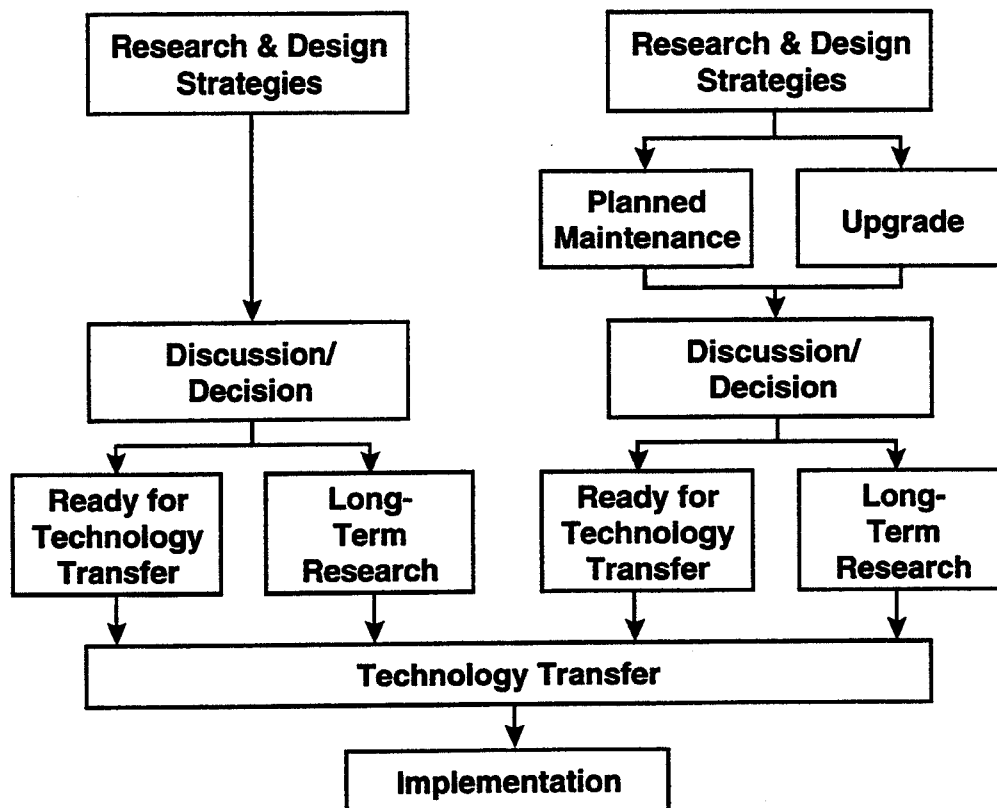 Research & Design
Strategies
Research & Design
Strategies
Planned
Maintenance
Upgrade
Discussion/
Decision
Discussion/
Decision
Ready for
Technology
Transfer
Long-
Term
Research
Ready for
Technology
Transfer
Long-
Term
Research
Technology Transfer
Implementation